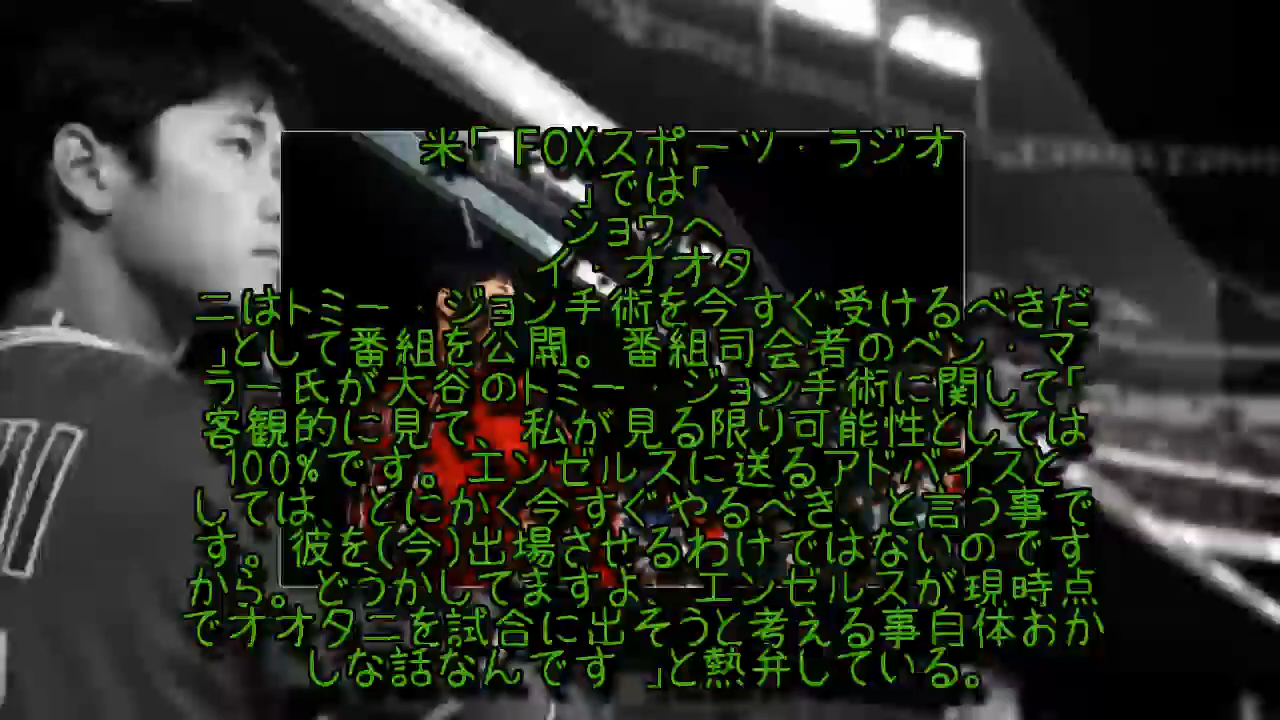 米「 FOXスポーツ・ラジオ
」では「
ショウヘ
イ・オオタ
ニはトミー・ジョン手術を今すぐ受けるべきだ
」として番組を公開。番組司会者のベン・マ
ラー氏が大谷のトミー・ジョン手術に関して「
客観的に見て、私が見る限り可能性としては
100%です。エンゼルスに送るアドバイスと
しては、とにかく今すぐやるべき、と言う事で
す。彼を(今)出場させるわけではないのです
から。どうかしてますよ、エンゼルスが現時点
でオオタニを試合に出そうと考える事自体おか
しな話なんです 」と熱弁している。